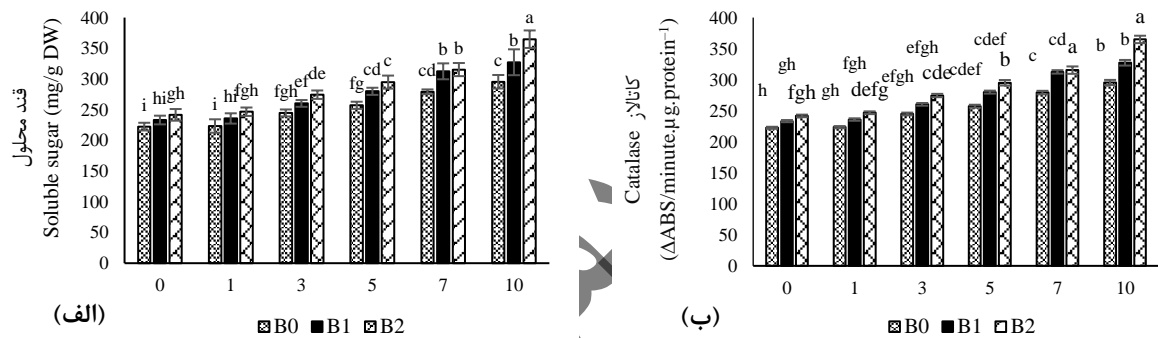 قند محلول
Soluble sugar (mg/g DW)
400
350
300
250
200
150
100
50
0
i hi gh
i hi fgh
fgh ef de
fg cd c
cd b b
c b a
0 1 3 5 7 10
(الف)
B0 B1 B2
کاتالاز Catalase
(ΔABS/minute.µg.protein⁻¹)
400
350
300
250
200
150
100
50
0
h gh fgh
gh fgh defg
efgh efgh cde
cdef cdef b
c cd a
b b a
0 1 3 5 7 10
(ب)
B0 B1 B2